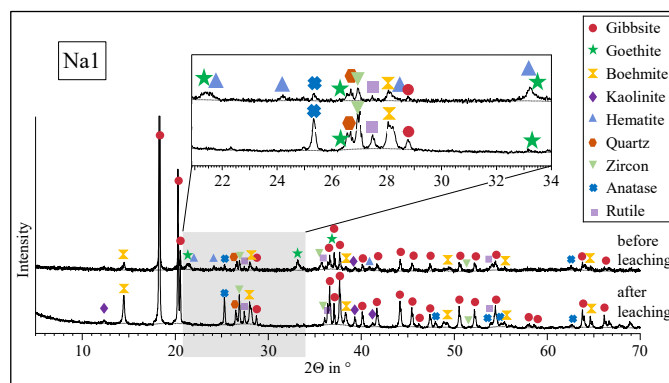 Na1
Gibbsite
Goethite
Boehmite
Kaolinite
Hematite
Quartz
Zircon
Anatase
Rutile
22 24 26 28 30 32 34
Intensity
before
leaching
after
leaching
10 20 30 40 50 60 70
2Θ in °